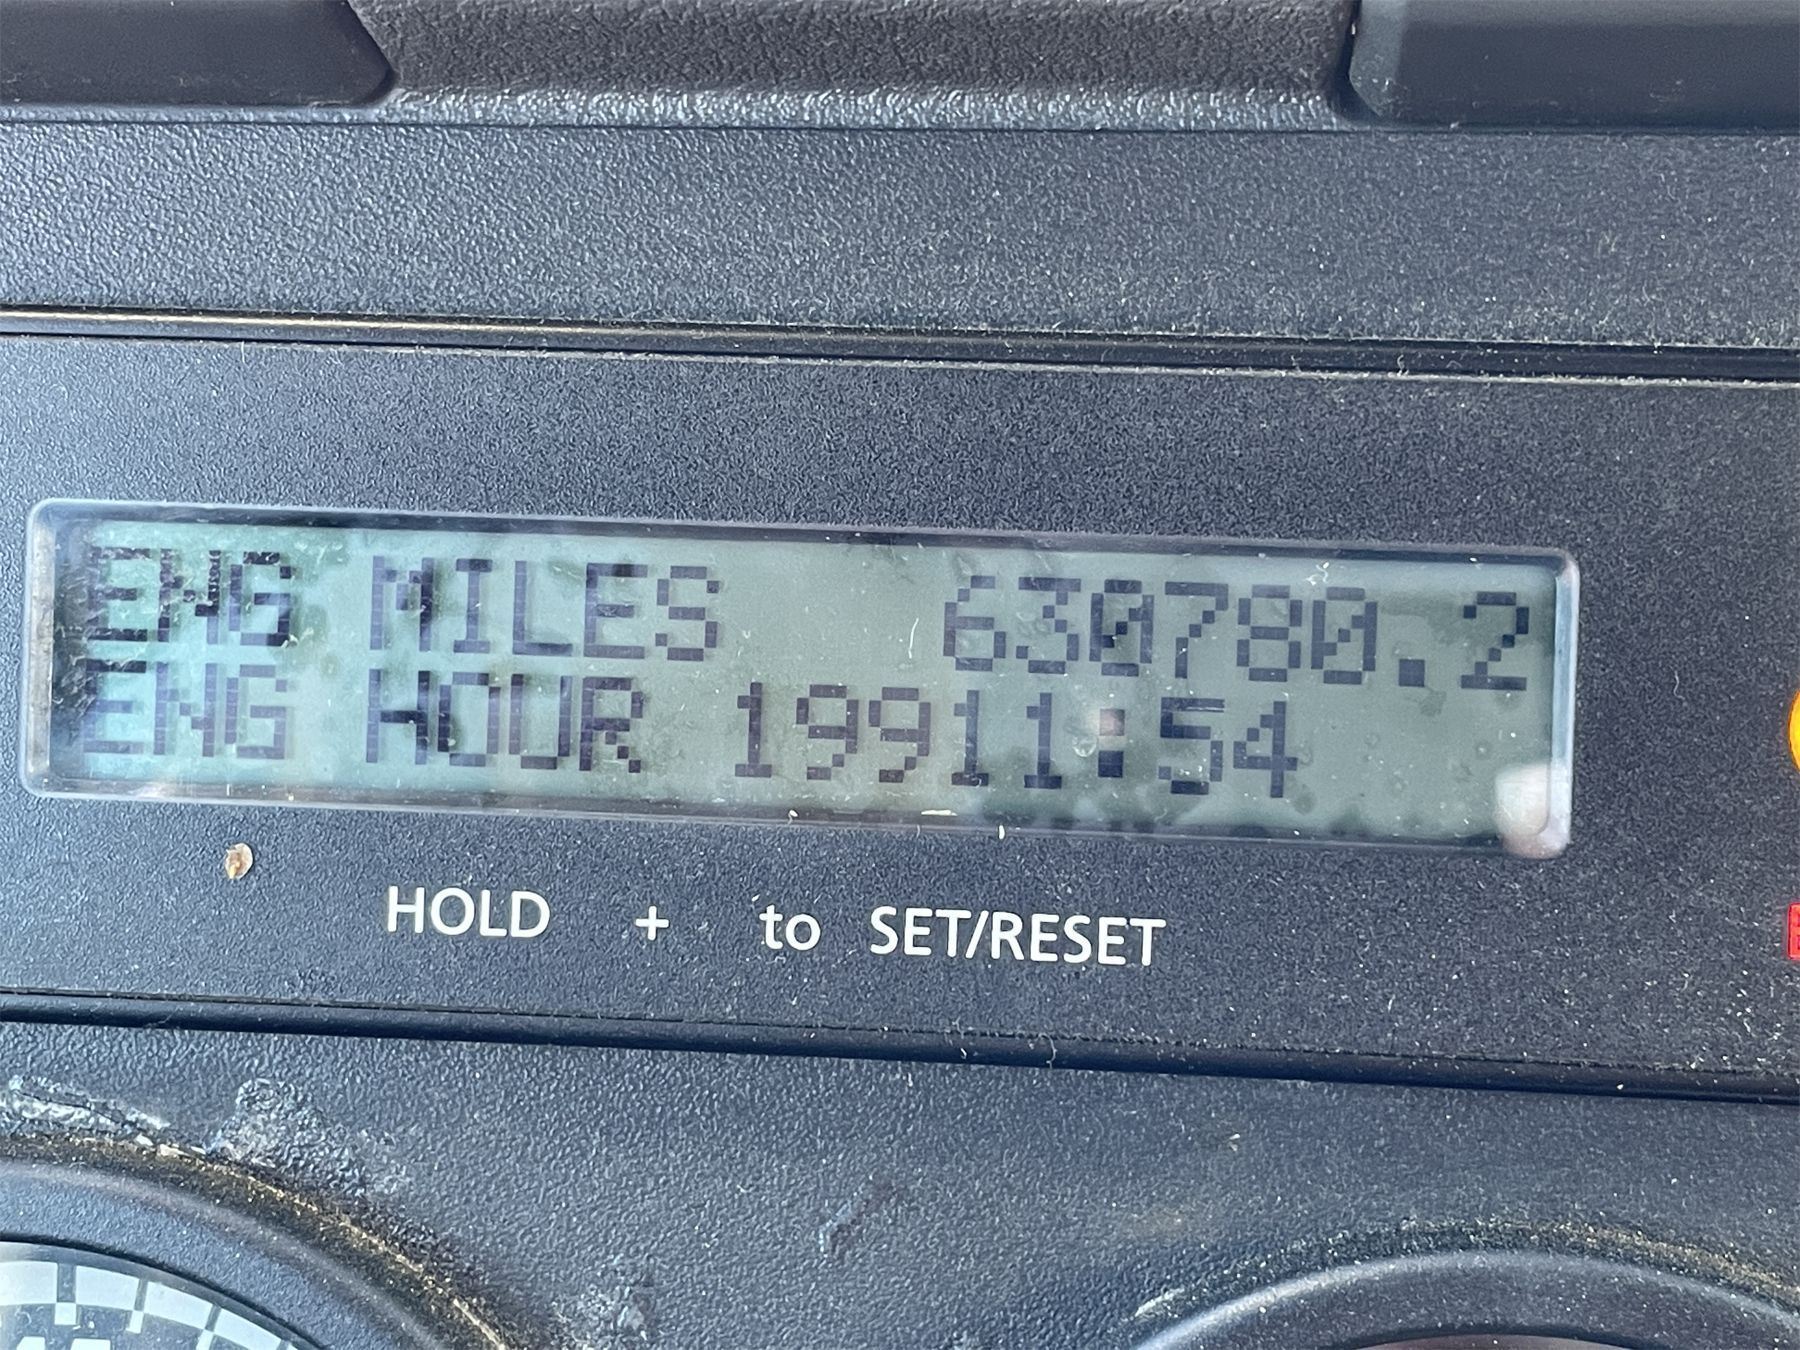 ENG MILES 630780.2
ENG HOUR 19911:54
HOLD + to SET/RESET